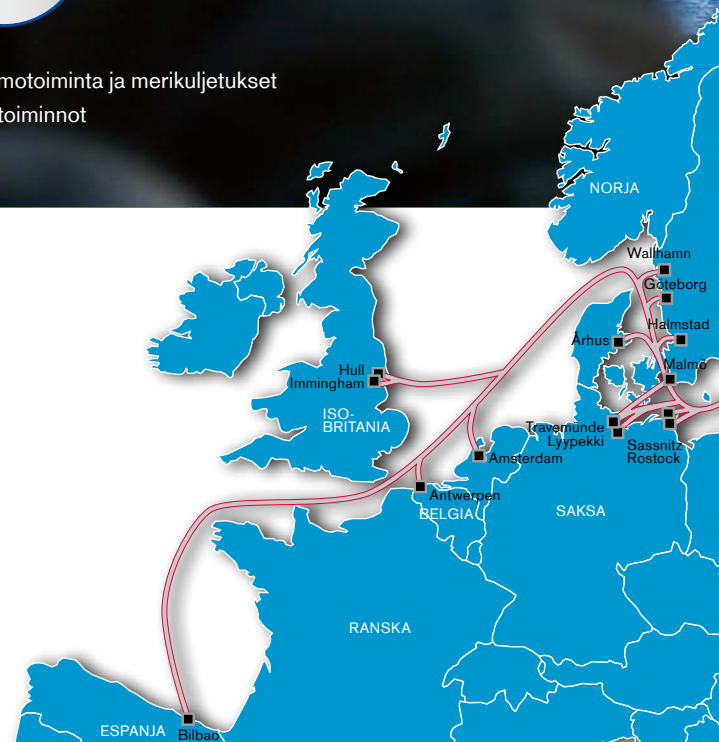 motoiminta ja merikuljetukset
toiminnot
NORJA
Wallhamn
Göteborg
Halmstad
Århus
Malmö
Hull
Immingham
ISO-
BRITANIA
Travemünde
Lyypekki
Sassnitz
Rostock
Amsterdam
Antwerpen
BELGIA
SAKSA
RANSKA
ESPANJA
Bilbao